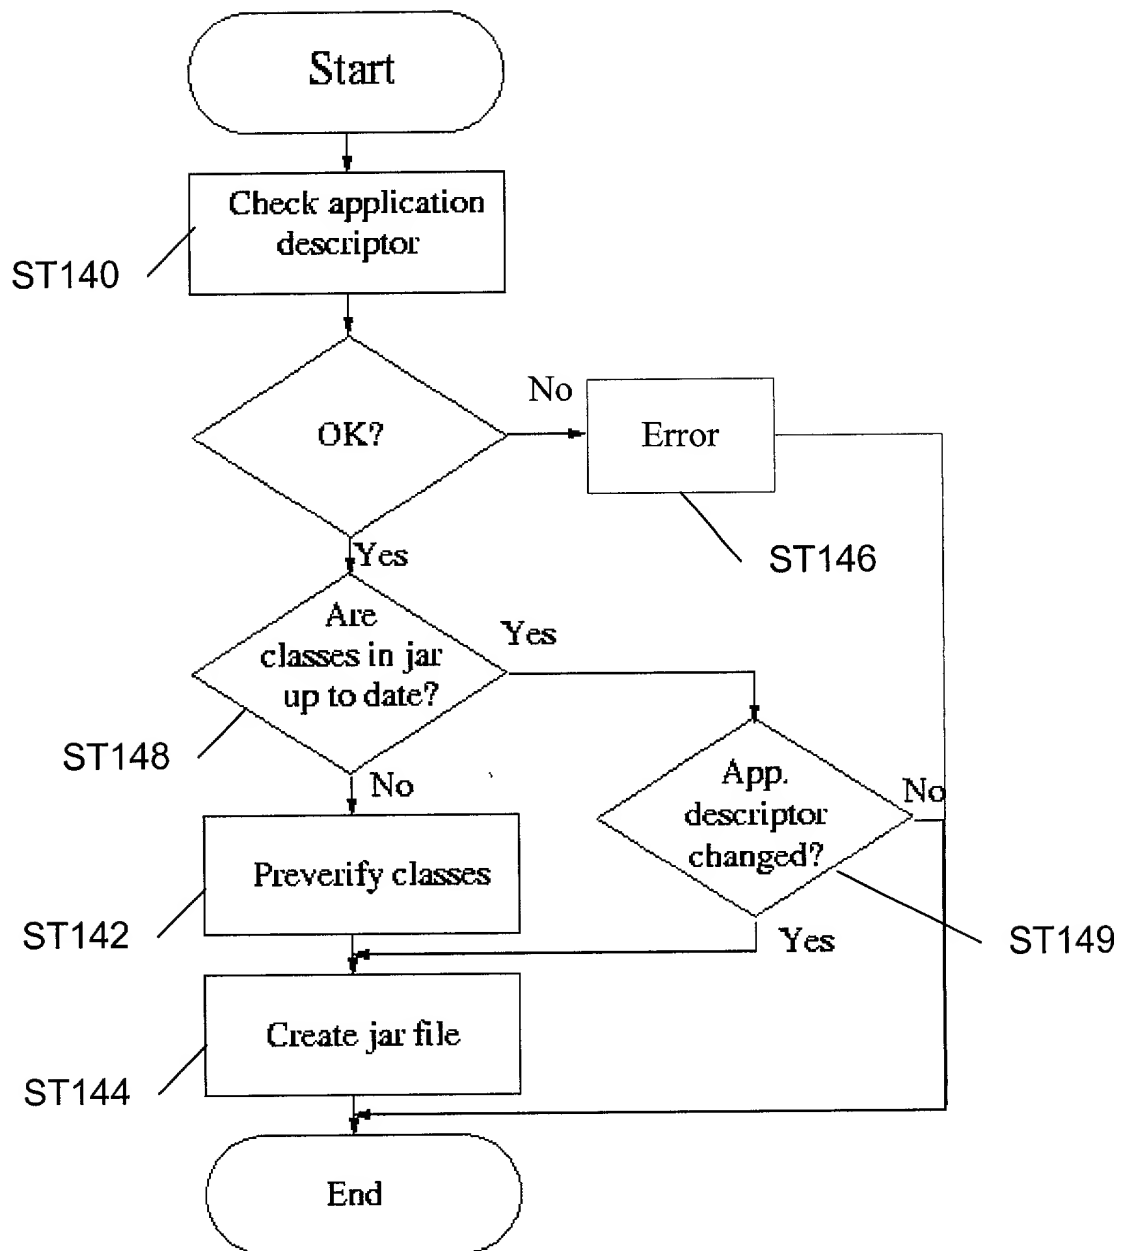 Start
Check application
descriptor
ST140
No
OK?
Error
Yes
ST146
Are
classes in jar
up to date?
Yes
ST148
No
App.
descriptor
changed?
No
Preverify classes
ST142
Yes
ST149
Create jar file
ST144
End